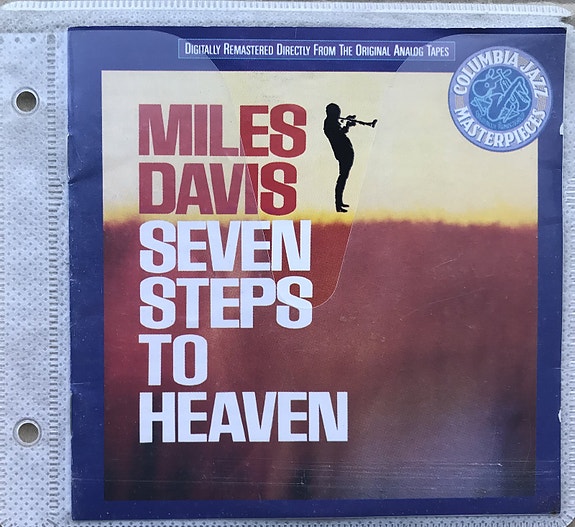 DIGITALLY REMASTERED DIRECTLY FROM THE ORIGINAL ANALOG TAPES
COLUMBIA JAZZ
MASTERPIECES
MILES
DAVIS
SEVEN
STEPS
TO
HEAVEN